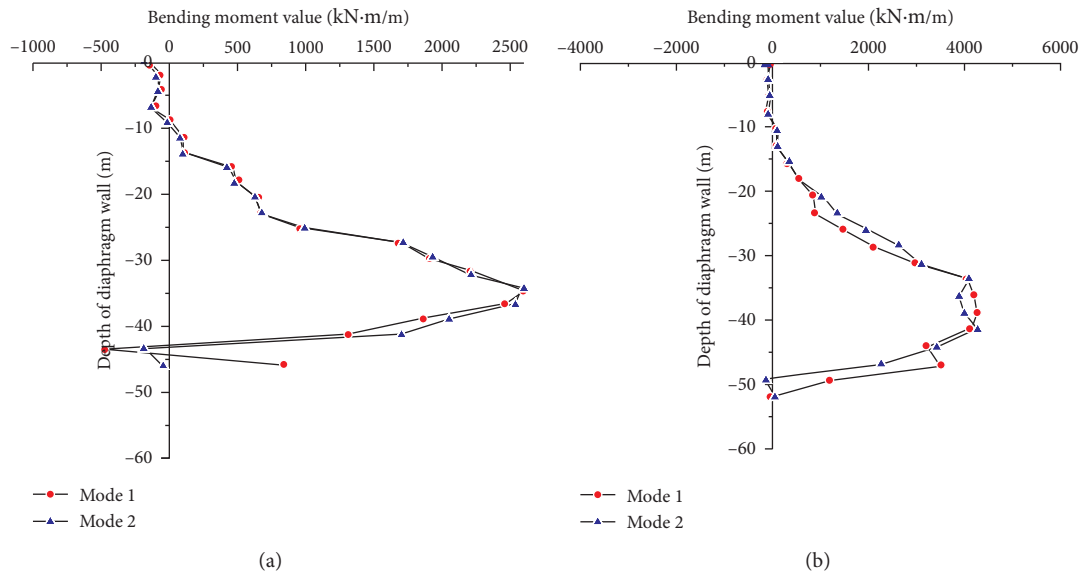 Bending moment value (kN·m/m)
–1000 –500 0 500 1000 1500 2000 2500
0
–10
–20
–30
–40
–50
–60
Depth of diaphragm wall (m)
Mode 1
Mode 2
(a)
Bending moment value (kN·m/m)
–4000 –2000 0 2000 4000 6000
0
–10
–20
–30
–40
–50
–60
Depth of diaphragm wall (m)
Mode 1
Mode 2
(b)